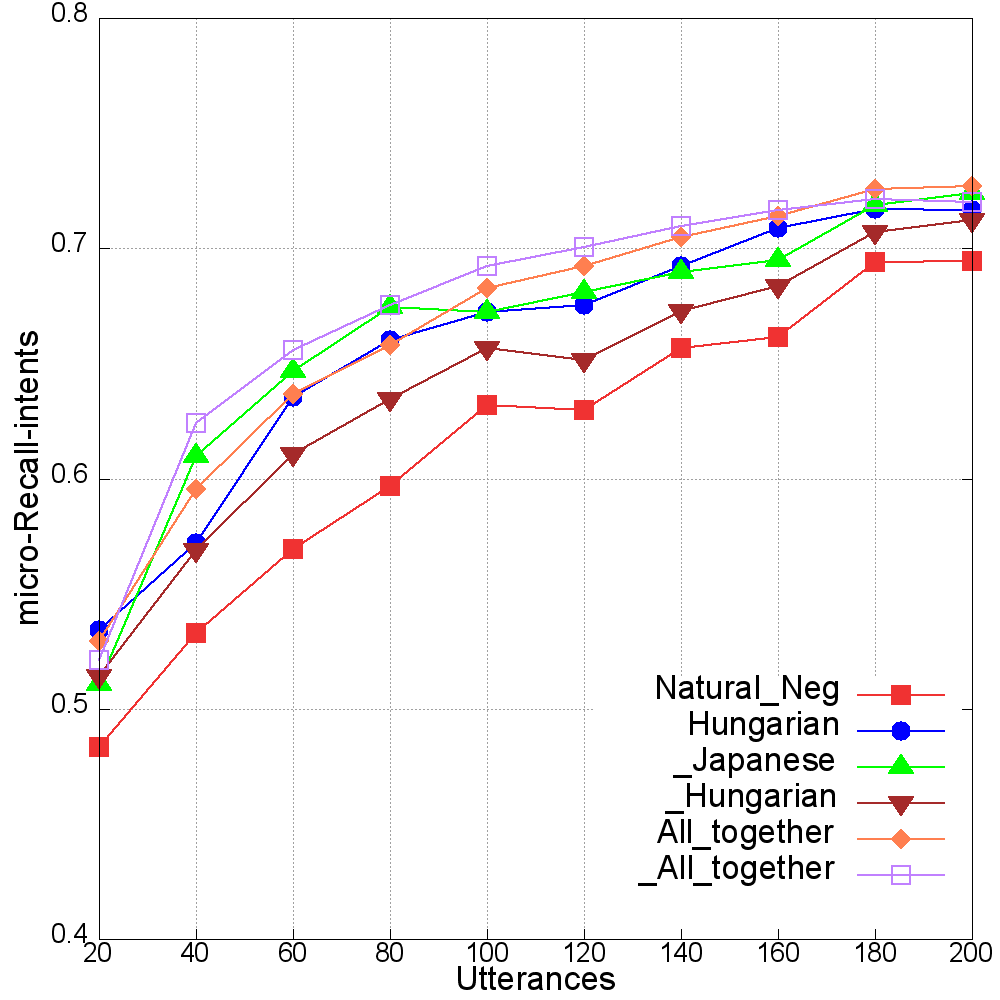 0.8
0.7
0.6
0.5
0.4
micro-Recall-intents
Natural_Neg
Hungarian
_Japanese
_Hungarian
All_together
_All_together
20 40 60 80 100 120 140 160 180 200
Utterances